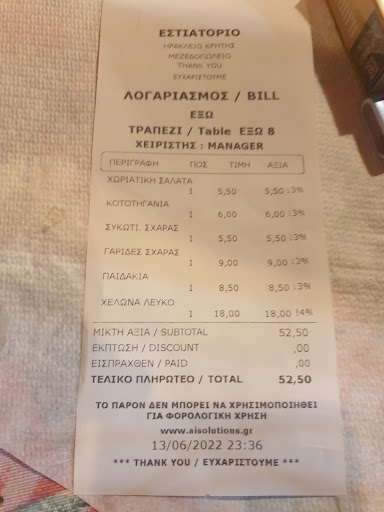 ΕΣΤΙΑΤΟΡΙΟ
ΗΡΑΚΛΕΙΟ ΚΡΗΤΗΣ
ΜΕΖΕΔΟΠΩΛΕΙΟ
THANK YOU
ΕΥΧΑΡΙΣΤΟΥΜΕ
ΛΟΓΑΡΙΑΣΜΟΣ / BILL
ΕΞΩ
ΤΡΑΠΕΖΙ / Table ΕΞΩ 8
ΧΕΙΡΙΣΤΗΣ : MANAGER
ΠΕΡΙΓΡΑΦΗ ΠΟΣ ΤΙΜΗ ΑΞΙΑ
ΧΩΡΙΑΤΙΚΗ ΣΑΛΑΤΑ
1 5,50 5,50 13%
ΚΟΤΟΤΗΓΑΝΙΑ
1 6,00 6,00 13%
ΣΥΚΩΤΙ. ΣΧΑΡΑΣ
1 5,50 5,50 13%
ΓΑΡΙΔΕΣ ΣΧΑΡΑΣ
1 9,00 9,00 13%
ΠΑΙΔΑΚΙΑ
1 8,50 8,50 13%
ΧΕΛΩΝΑ ΛΕΥΚΟ
1 18,00 18,00 24%
ΜΙΚΤΗ ΑΞΙΑ / SUBTOTAL 52,50
ΕΚΠΤΩΣΗ / DISCOUNT ,00
ΕΙΣΠΡΑΧΘΕΝ / PAID ,00
ΤΕΛΙΚΟ ΠΛΗΡΩΤΕΟ / TOTAL 52,50
ΤΟ ΠΑΡΟΝ ΔΕΝ ΜΠΟΡΕΙ ΝΑ ΧΡΗΣΙΜΟΠΟΙΗΘΕΙ
ΓΙΑ ΦΟΡΟΛΟΓΙΚΗ ΧΡΗΣΗ
www.aisolutions.gr
13/06/2022 23:36
*** THANK YOU / ΕΥΧΑΡΙΣΤΟΥΜΕ ***